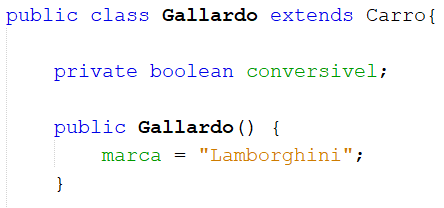 public class Gallardo extends Carro{
private boolean conversivel;
public Gallardo() {
marca = "Lamborghini";
}